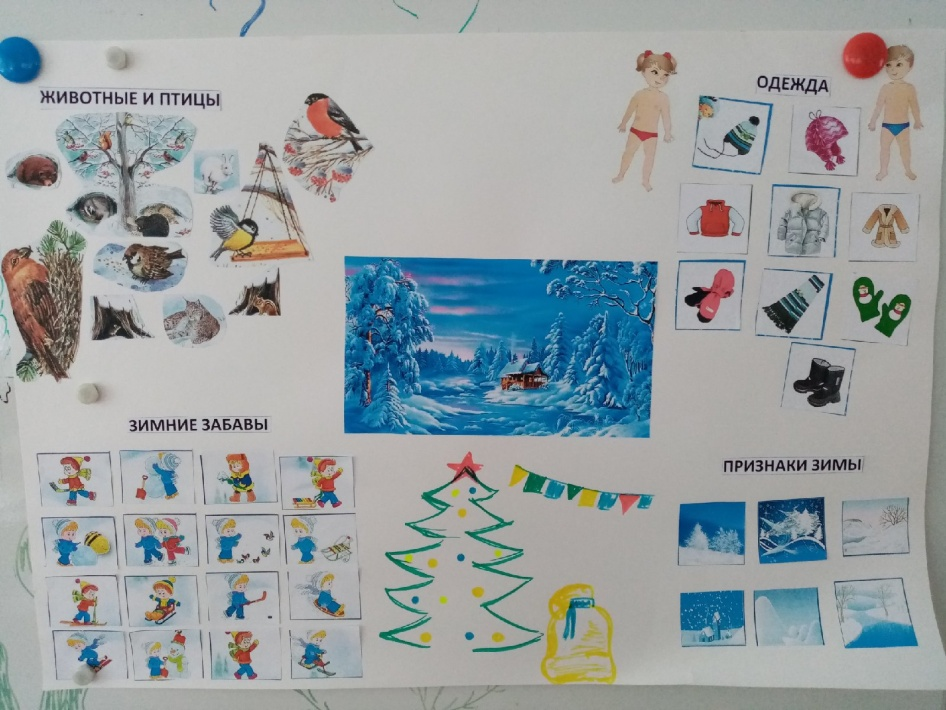 ЖИВОТНЫЕ И ПТИЦЫ
ОДЕЖДА
ЗИМНИЕ ЗАБАВЫ
ПРИЗНАКИ ЗИМЫ